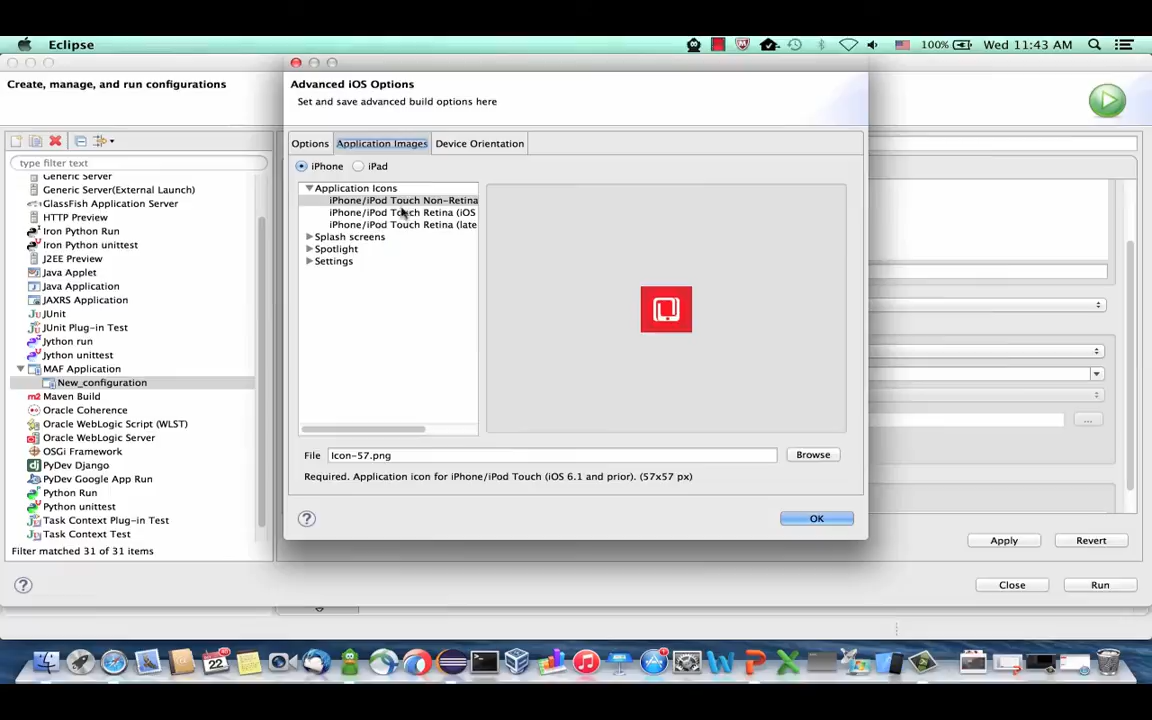 Eclipse
100%
Wed 11:43 AM
Create, manage, and run configurations
type filter text
Generic Server
Generic Server(External Launch)
GlassFish Application Server
HTTP Preview
Iron Python Run
Iron Python unittest
J2EE Preview
Java Applet
Java Application
JAXRS Application
JUnit
JUnit Plug-in Test
Jython run
Jython unittest
MAF Application
New_configuration
Maven Build
Oracle Coherence
Oracle WebLogic Script (WLST)
Oracle WebLogic Server
OSGi Framework
PyDev Django
PyDev Google App Run
Python Run
Python unittest
Task Context Plug-in Test
Task Context Test
Filter matched 31 of 31 items
Advanced iOS Options
Set and save advanced build options here
Options
Application Images
Device Orientation
iPhone
iPad
Application Icons
iPhone/iPod Touch Non-Retina
iPhone/iPod Touch Retina (iOS
iPhone/iPod Touch Retina (late
Splash screens
Spotlight
Settings
File
Icon-57.png
Browse
Required. Application icon for iPhone/iPod Touch (iOS 6.1 and prior). (57x57 px)
OK
...
Apply
Revert
Close
Run
22